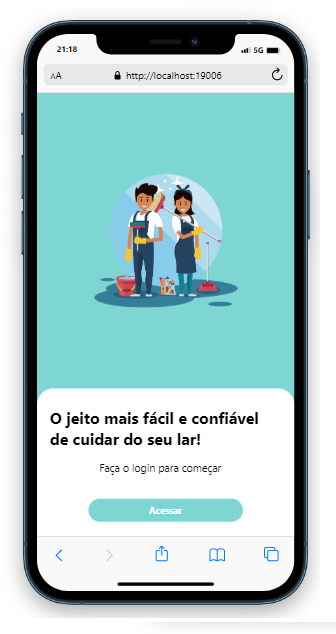 21:18
5G
AA
http://localhost:19006
O jeito mais fácil e confiável
de cuidar do seu lar!
Faça o login para começar
Acessar